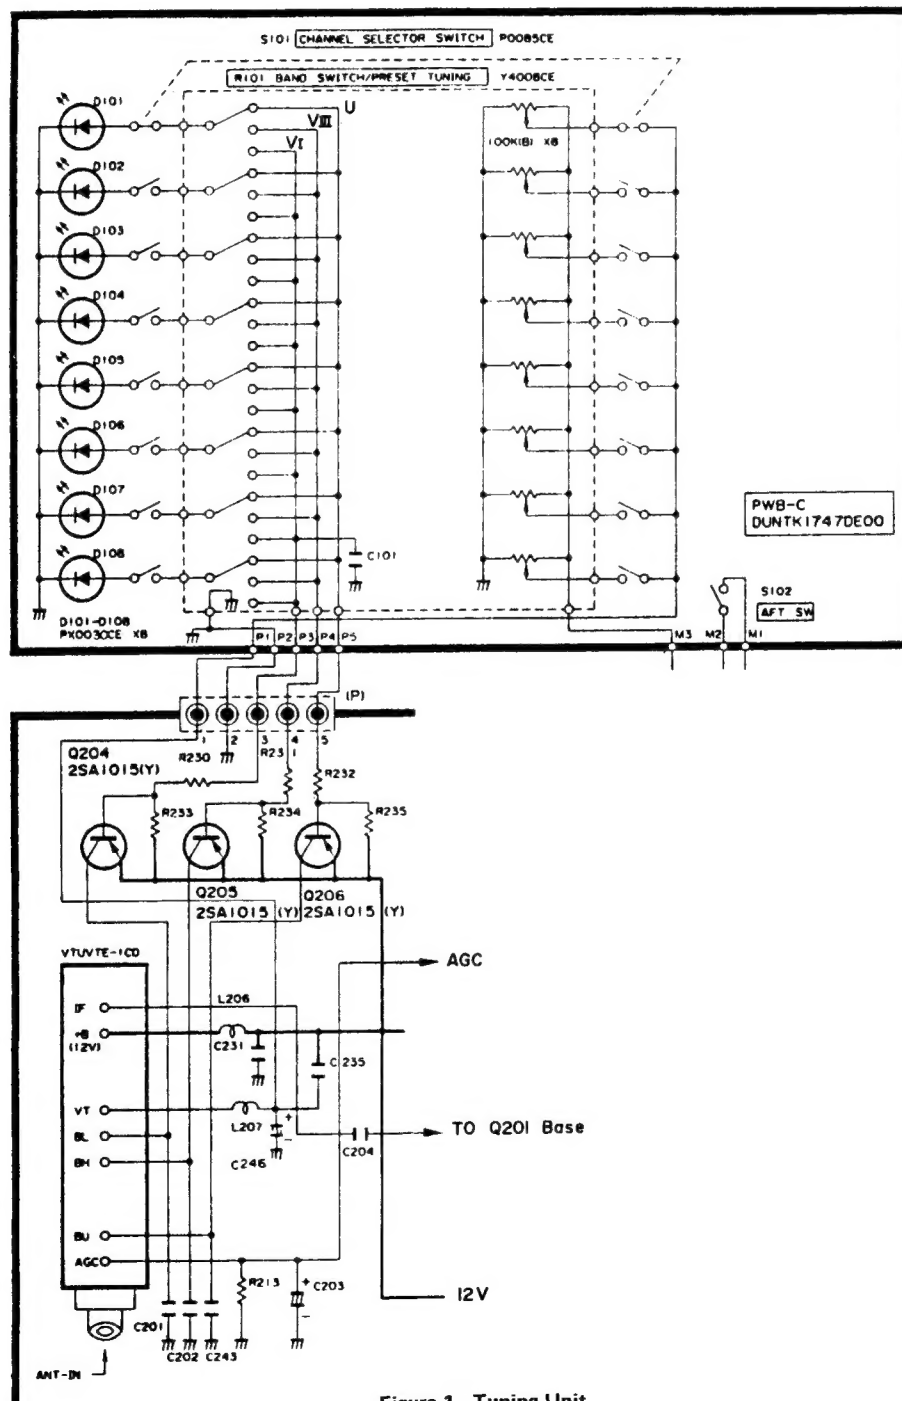 S101 CHANNEL SELECTOR SWITCH P0085CE
R101 BAND SWITCH/PRESET TUNING Y4008CE
D101
U
VIII
VI
100K(B) X8
D102
D103
D104
D105
D106
D107
D108
C101
PWB-C
DUNTK1747DE00
S102
AFT SW
D101-D108
PX0030CE X8
P1 P2 P3 P4 P5
M3 M2 M1
(P)
1 2 3 4 5
Q204
2SA1015(Y)
R230
R231
R232
R233
R234
R235
Q205
2SA1015 (Y)
Q206
2SA1015 (Y)
VTUVTE-1CD
AGC
IF
L206
+B
(12V)
C231
C235
VT
L207
BL
TO Q201 Base
C204
BH
C246
BU
AGC
R213
C203
12V
C201
C202
C243
ANT-IN
Figure 1. Tuning Unit